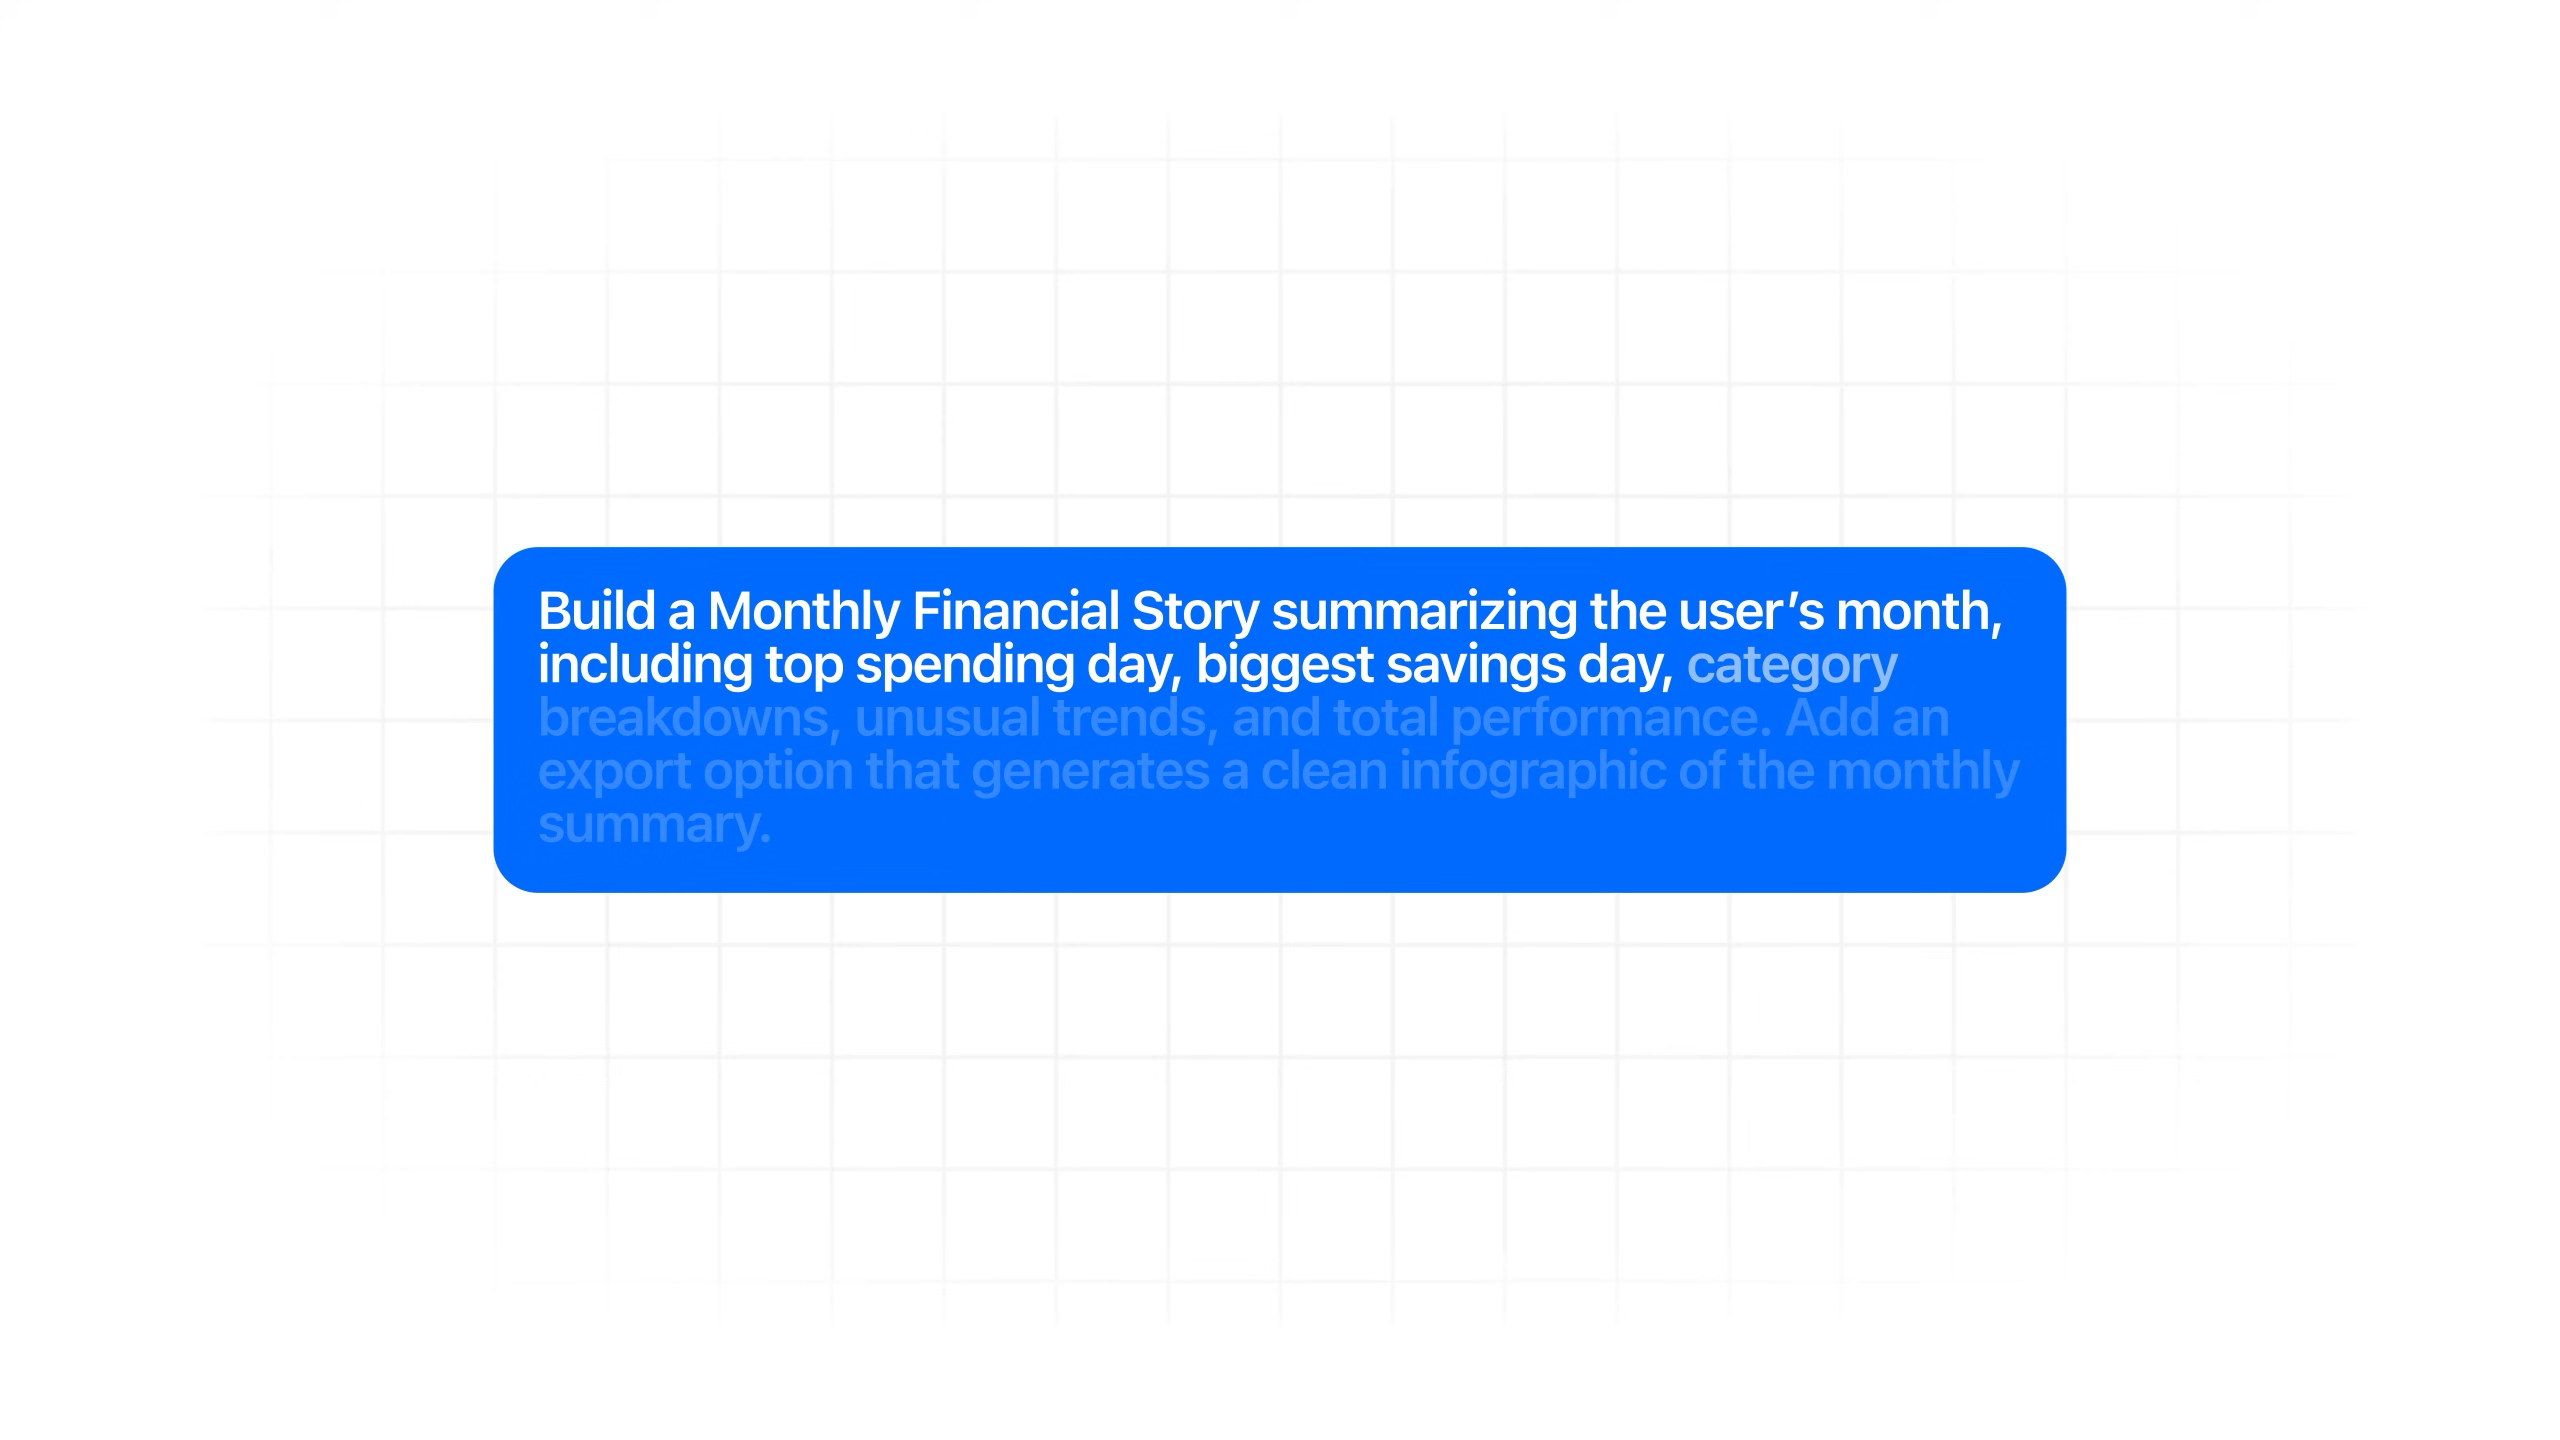 Build a Monthly Financial Story summarizing the user’s month,
including top spending day, biggest savings day, category
breakdowns, unusual trends, and total performance. Add an
export option that generates a clean infographic of the monthly
summary.